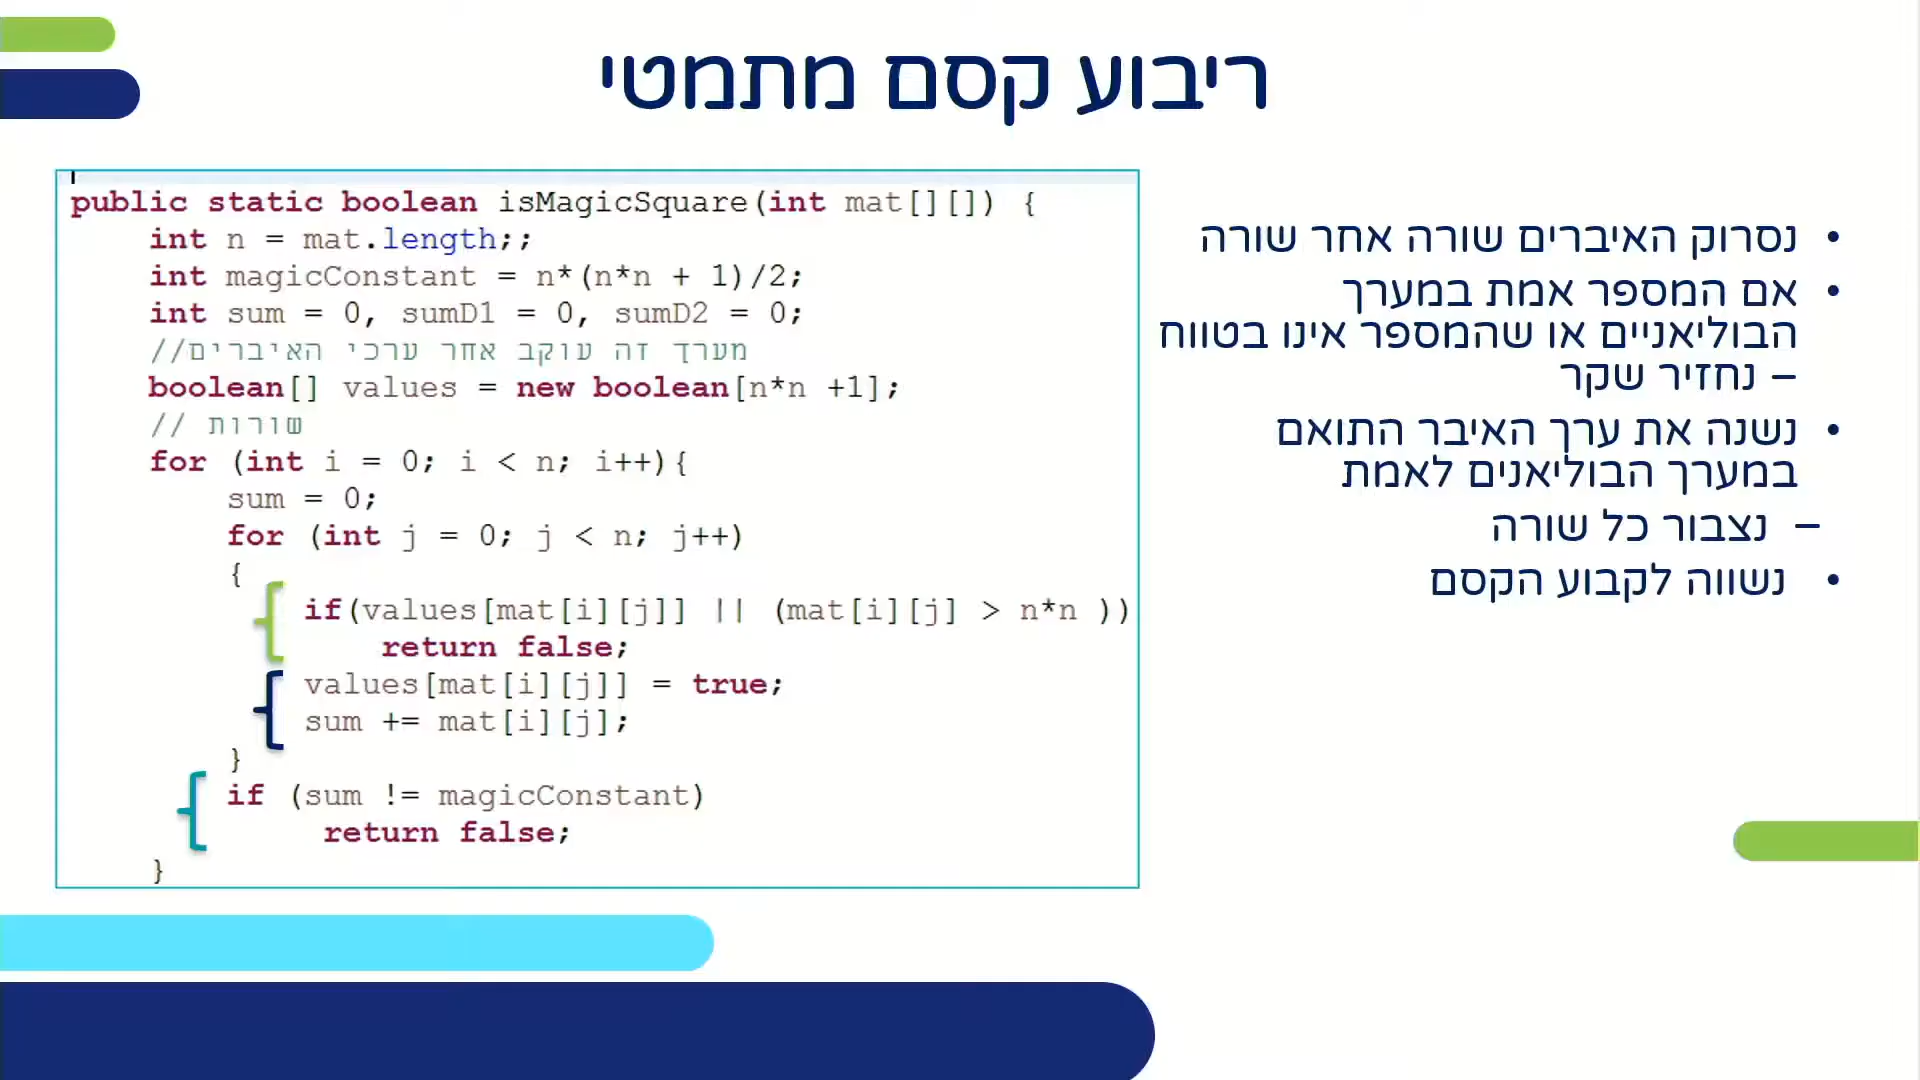 ריבוע קסם מתמטי
public static boolean isMagicSquare(int mat[][]) {
int n = mat.length;;
int magicConstant = n*(n*n + 1)/2;
int sum = 0, sumD1 = 0, sumD2 = 0;
//מערך זה עוקב אחר ערכי האיברים
boolean[] values = new boolean[n*n +1];
// שורות
for (int i = 0; i < n; i++){
sum = 0;
for (int j = 0; j < n; j++)
{
if(values[mat[i][j]] || (mat[i][j] > n*n ))
return false;
values[mat[i][j]] = true;
sum += mat[i][j];
}
if (sum != magicConstant)
return false;
}
• נסרוק האיברים שורה אחר שורה
• אם המספר אמת במערך
הבוליאניים או שהמספר אינו בטווח
– נחזיר שקר
• נשנה את ערך האיבר התואם
במערך הבוליאנים לאמת
– נצבור כל שורה
• נשווה לקבוע הקסם